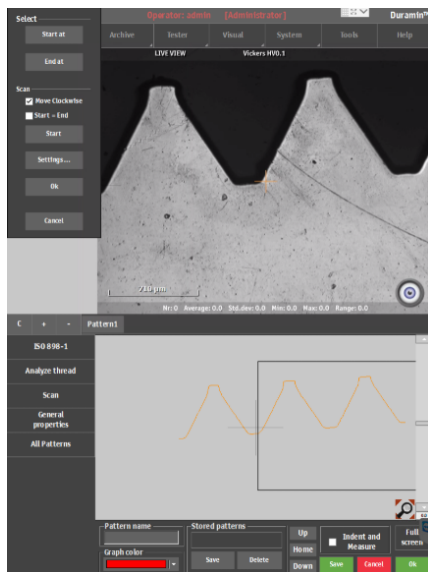 Operator: admin [Administrator]
Duramin
Select
Start at
End at
Scan
Move Clockwise
Start = End
Start
Settings...
Ok
Cancel
Archive Tester Visual System Tools Help
LIVE VIEW Vickers HV0.1
210 µm
Nr: 0 Average: 0.0 Std.dev: 0.0 Min: 0.0 Max: 0.0 Range: 0.0
C + - Pattern1
ISO 898-1
Analyze thread
Scan
General
properties
All Patterns
Pattern name
Graph color
Stored patterns
Save Delete
Up
Home
Down
Indent and
Measure
Save Cancel
Full
screen
Ok